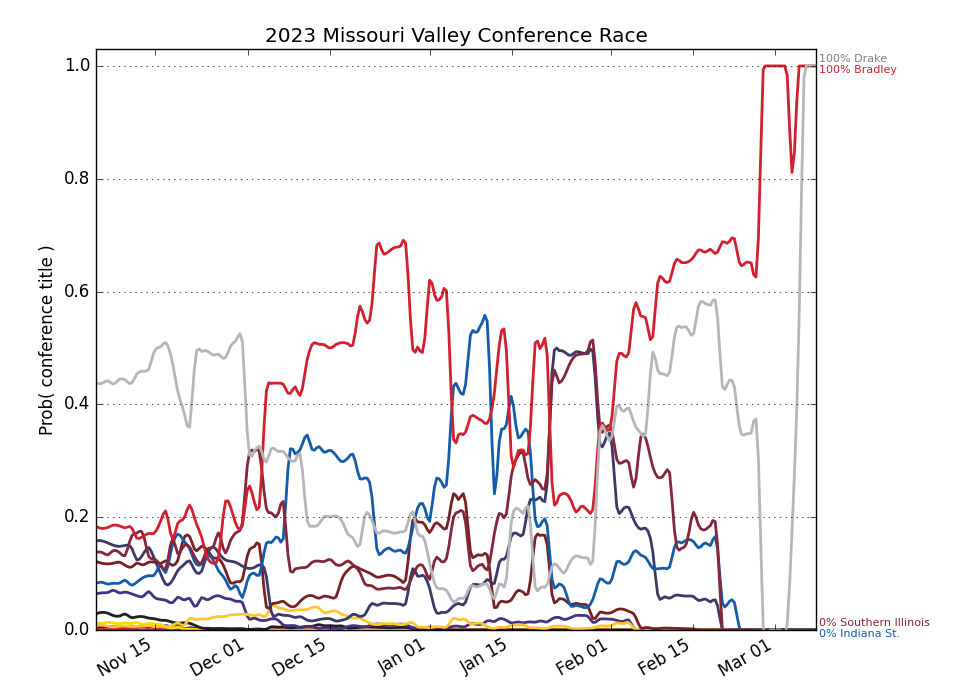 2023 Missouri Valley Conference Race
1.0
0.8
0.6
0.4
0.2
0.0
Prob( conference title )
Nov 15
Dec 01
Dec 15
Jan 01
Jan 15
Feb 01
Feb 15
Mar 01
100% Drake
100% Bradley
0% Southern Illinois
0% Indiana St.